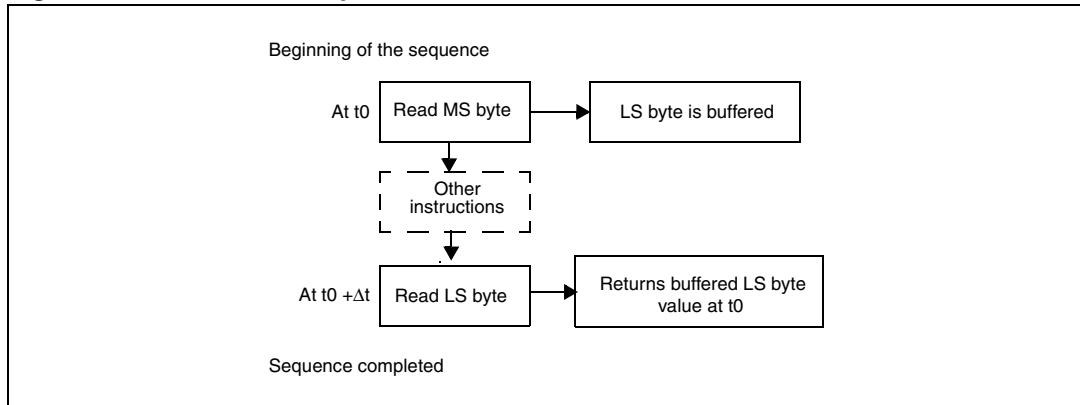 Beginning of the sequence
At t0
Read MS byte
LS byte is buffered
Other
instructions
At t0 +Δt
Read LS byte
Returns buffered LS byte
value at t0
Sequence completed